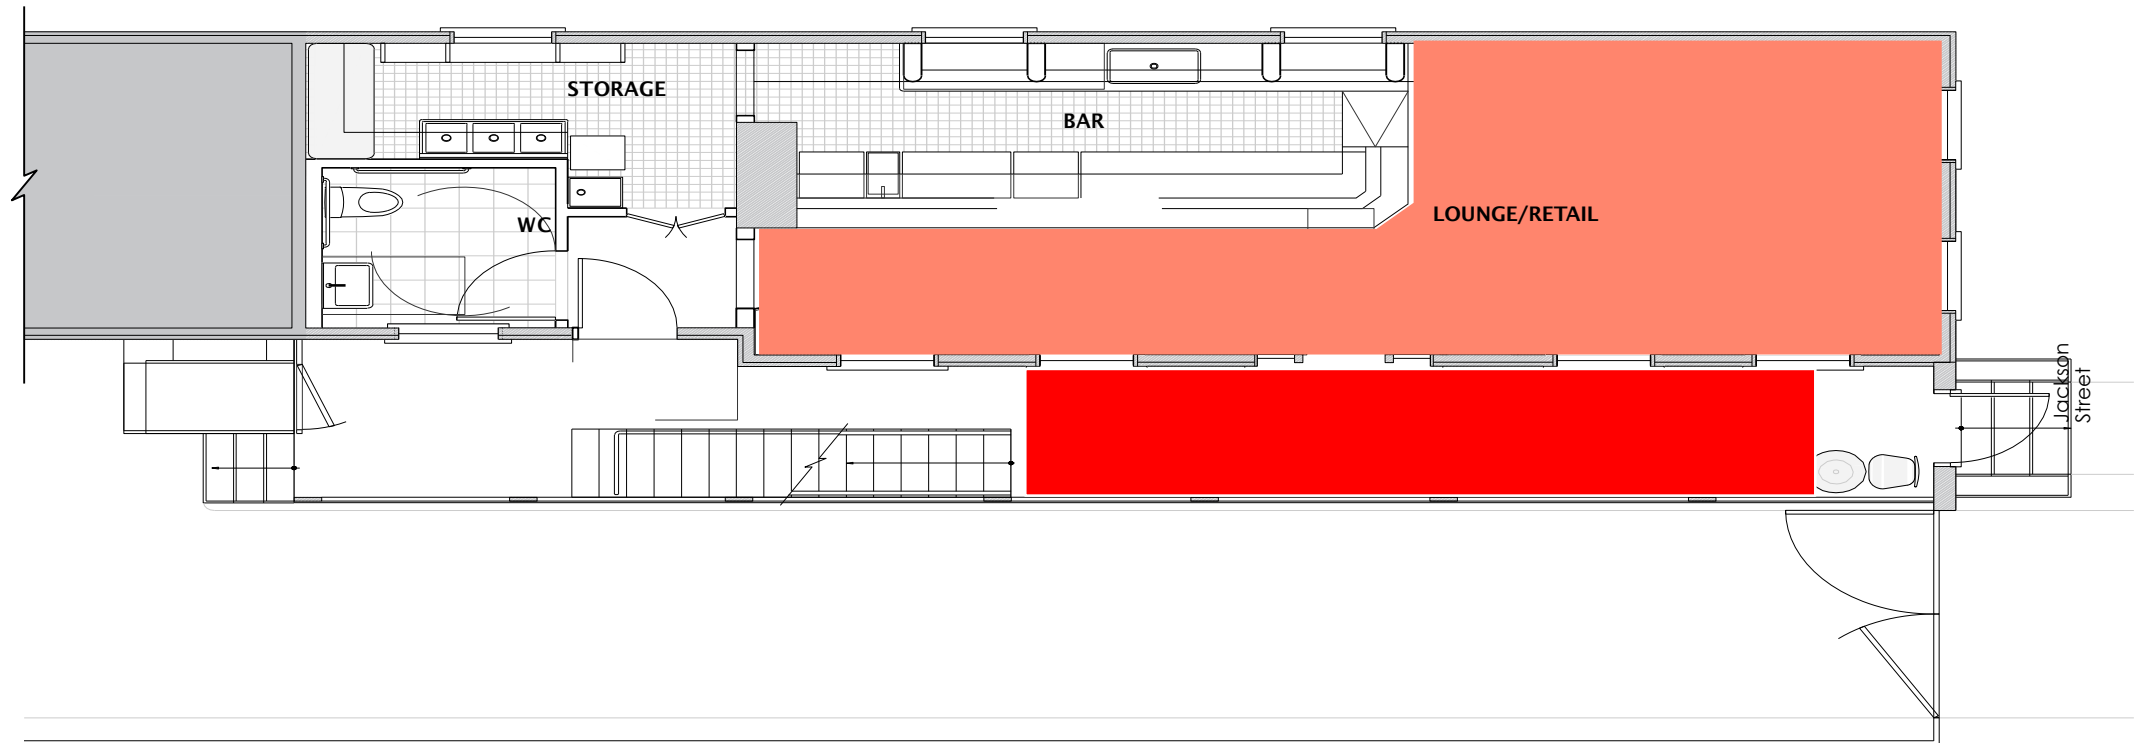 STORAGE
BAR
LOUNGE/RETAIL
WC
Jackson
Street